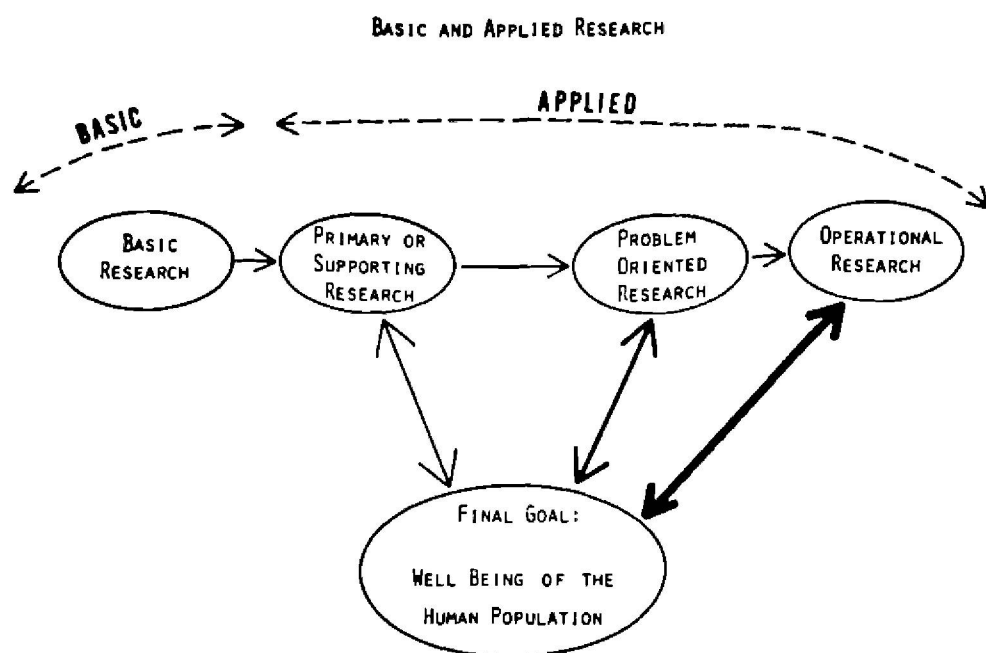 BASIC AND APPLIED RESEARCH
BASIC
APPLIED
BASIC
RESEARCH
PRIMARY OR
SUPPORTING
RESEARCH
PROBLEM
ORIENTED
RESEARCH
OPERATIONAL
RESEARCH
FINAL GOAL:
WELL BEING OF THE
HUMAN POPULATION